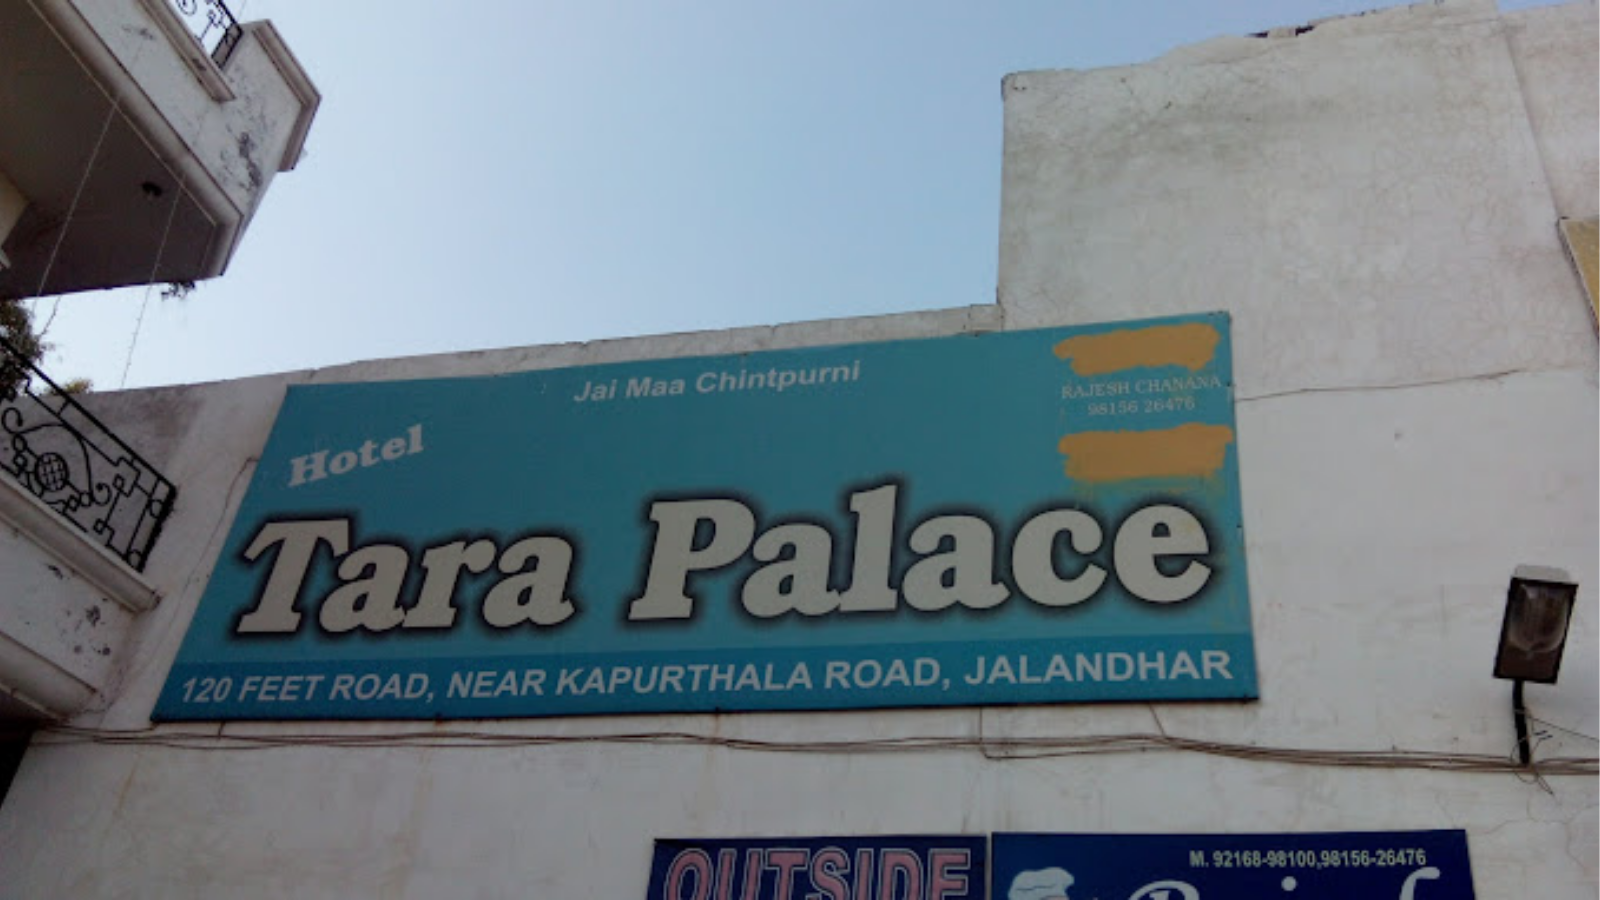 Jai Maa Chintpurni
RAJESH CHANANA
98156 26476
Hotel
Tara Palace
120 FEET ROAD, NEAR KAPURTHALA ROAD, JALANDHAR
OUTSIDE
M. 92168-98100,98156-26476